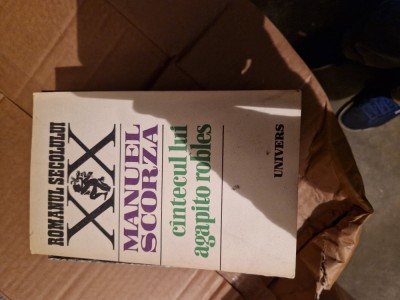 ROMANUL SECOLULUI
XX
MANUEL
SCORZA
cîntecul lui
agapito robles
UNIVERS